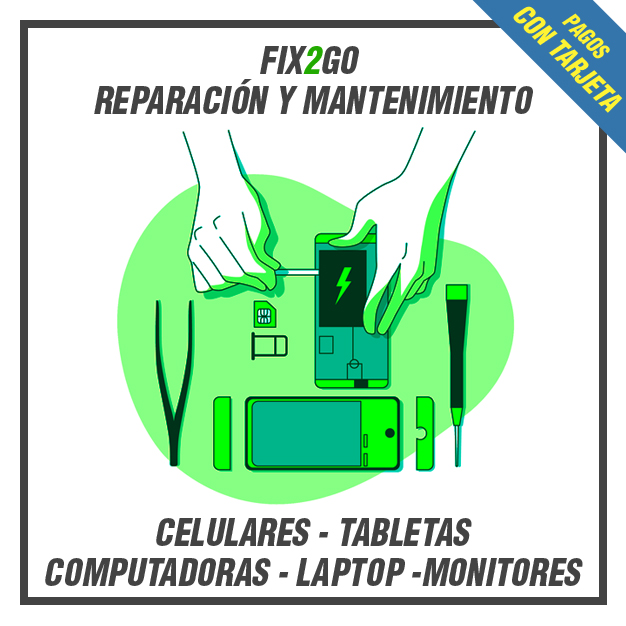 FIX2GO
REPARACIÓN Y MANTENIMIENTO
PAGOS
CON TARJETA
CELULARES - TABLETAS
COMPUTADORAS - LAPTOP -MONITORES